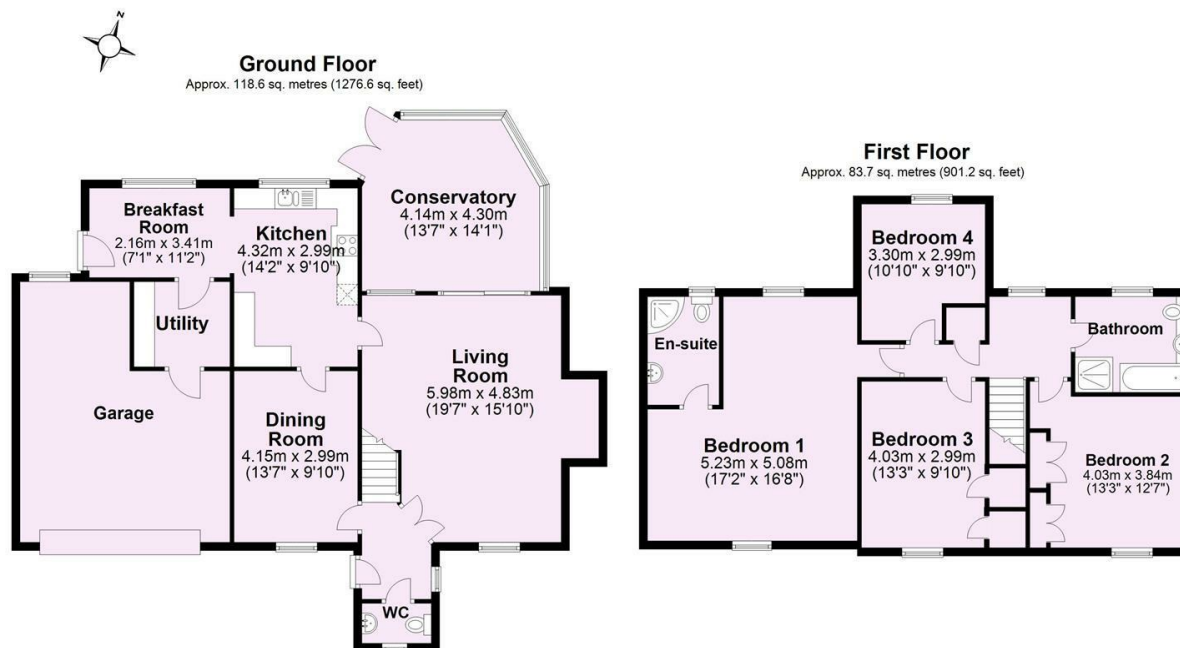 N
Ground Floor
Approx. 118.6 sq. metres (1276.6 sq. feet)
Conservatory
4.14m x 4.30m
(13'7" x 14'1")
Breakfast
Room
2.16m x 3.41m
(7'1" x 11'2")
Kitchen
4.32m x 2.99m
(14'2" x 9'10")
Utility
Living
Room
5.98m x 4.83m
(19'7" x 15'10")
Garage
Dining
Room
4.15m x 2.99m
(13'7" x 9'10")
WC
First Floor
Approx. 83.7 sq. metres (901.2 sq. feet)
Bedroom 4
3.30m x 2.99m
(10'10" x 9'10")
En-suite
Bathroom
Bedroom 1
5.23m x 5.08m
(17'2" x 16'8")
Bedroom 3
4.03m x 2.99m
(13'3" x 9'10")
Bedroom 2
4.03m x 3.84m
(13'3" x 12'7")